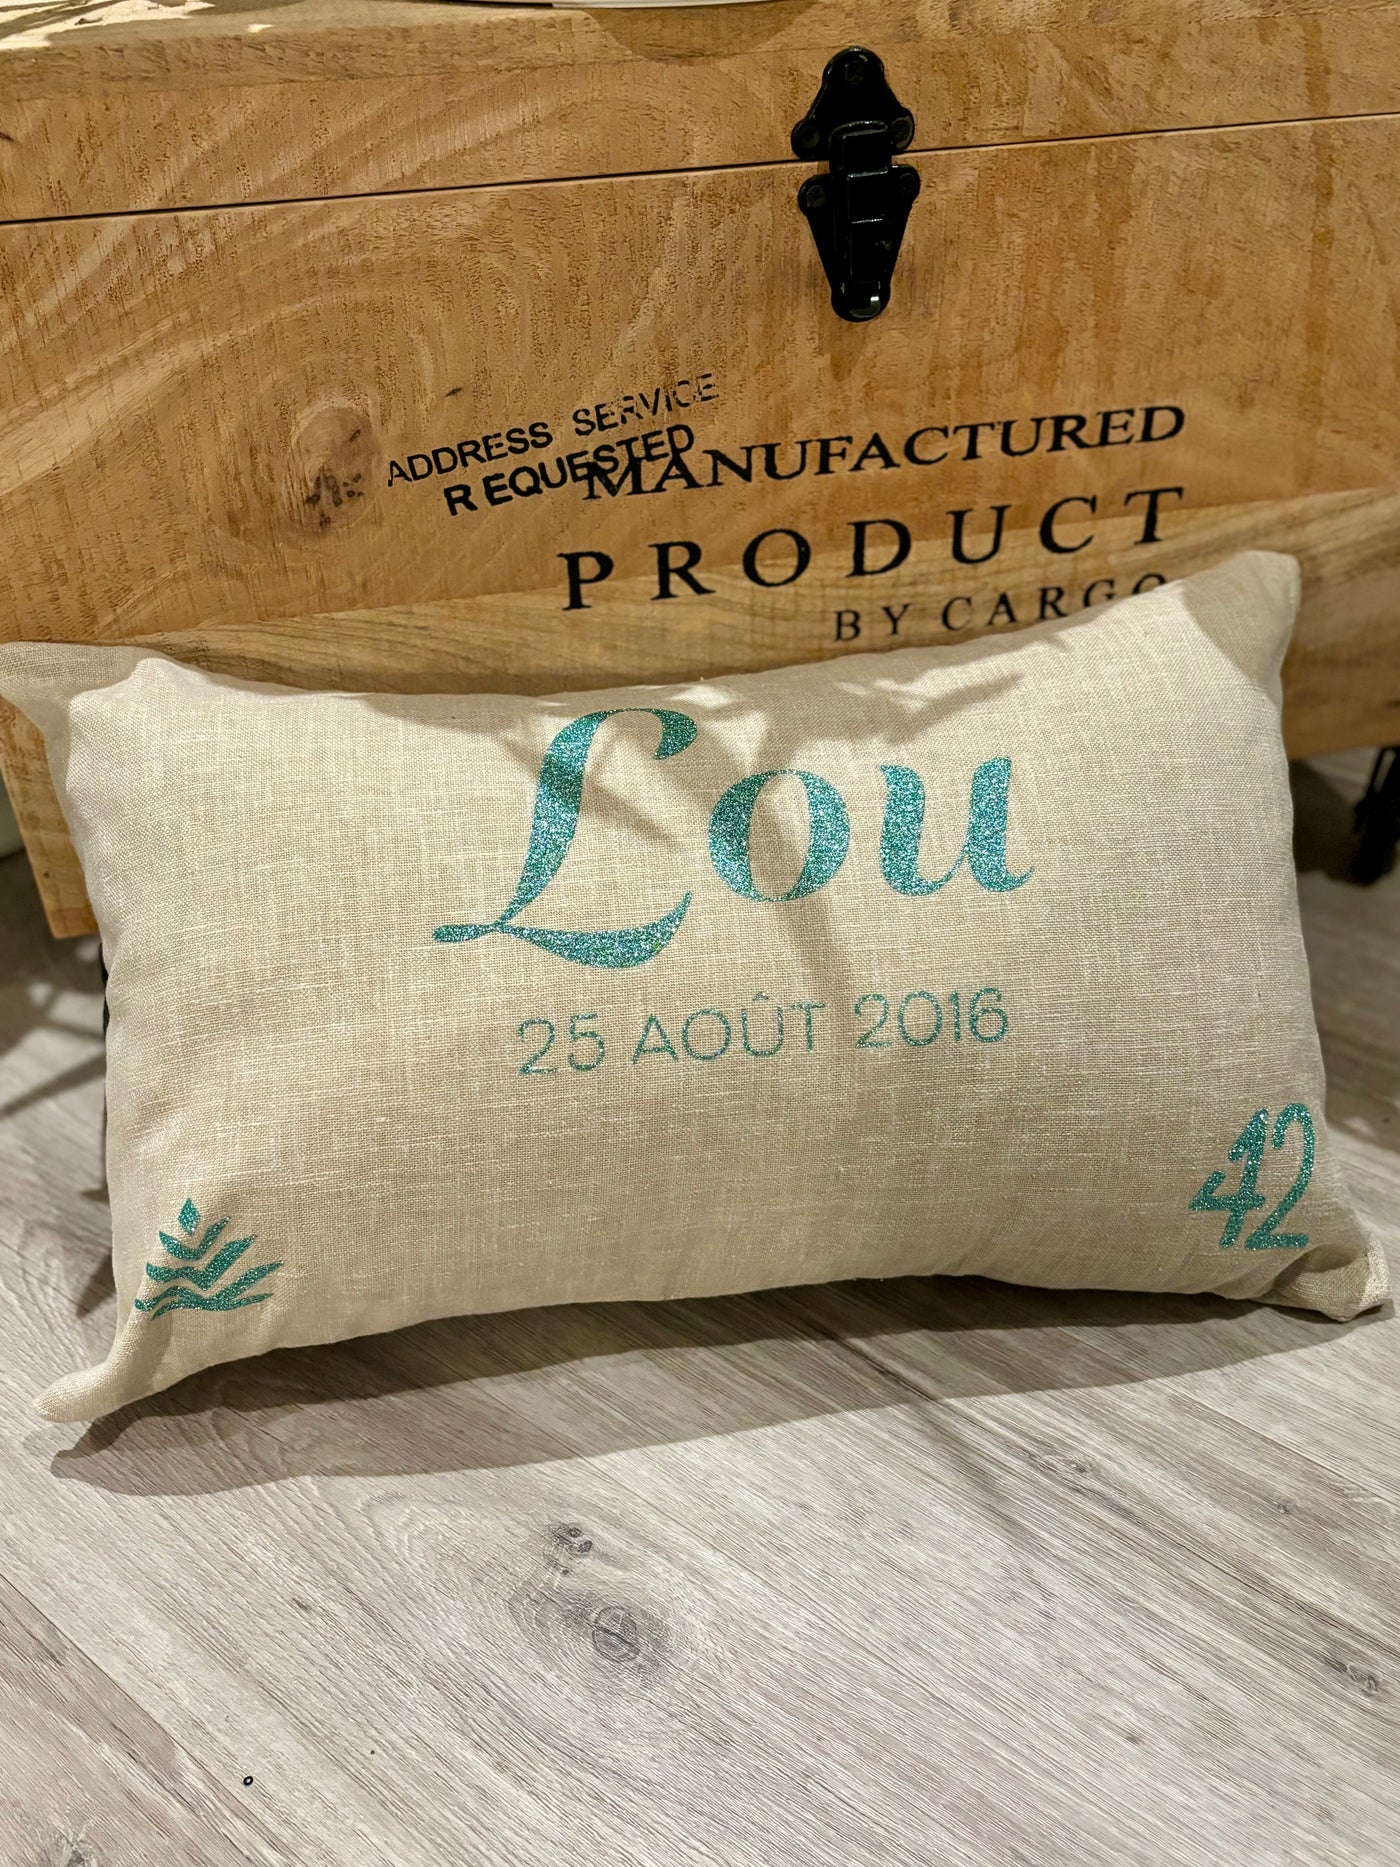 ADDRESS SERVICE
REQUESTED
MANUFACTURED
PRODUCT
BY CARGO
Lou
25 AOÛT 2016
42